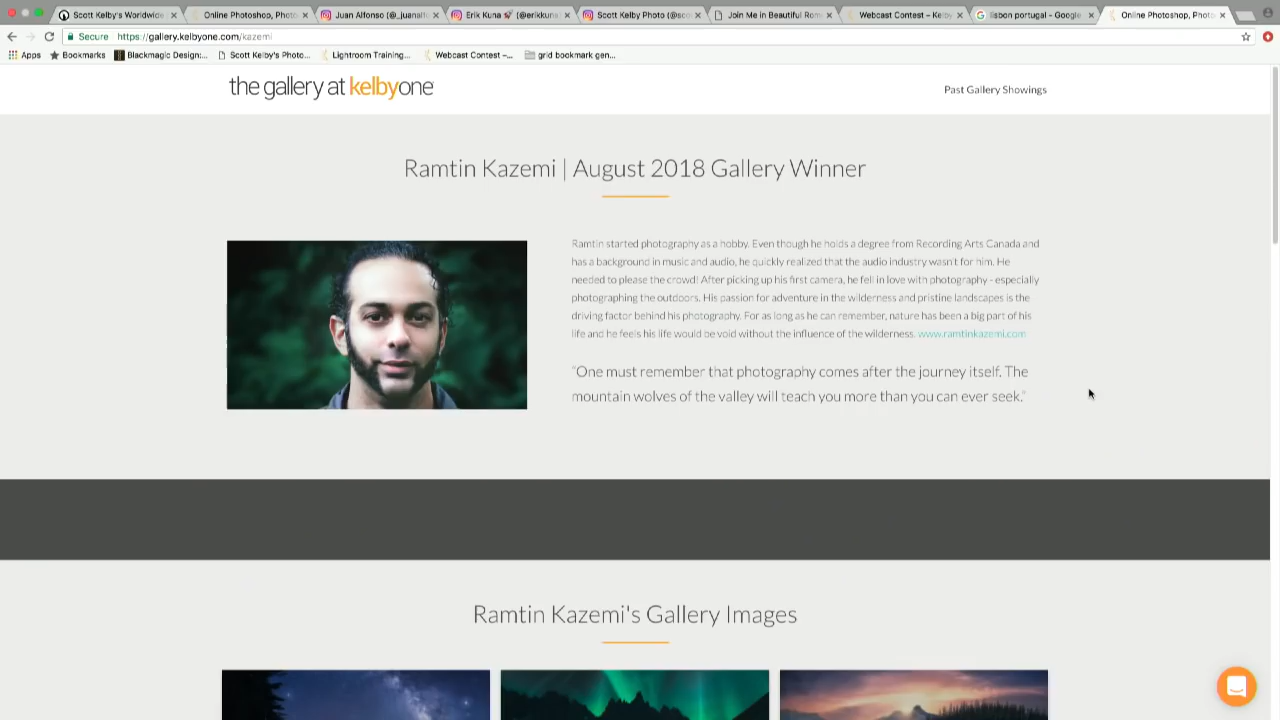 Scott Kelby's Worldwide
Online Photoshop, Photo
Juan Alfonso (@_juanalf
Erik Kuna 🚀 (@erikkuna
Scott Kelby Photo (@sco
Join Me in Beautiful Rom
Webcast Contest – Kelby
lisbon portugal - Google
Online Photoshop, Photo
Secure https://gallery.kelbyone.com/kazemi
Apps Bookmarks Blackmagic Design:... Scott Kelby's Photo... Lightroom Training... Webcast Contest –... grid bookmark gen...
the gallery at kelbyone
Past Gallery Showings
Ramtin Kazemi | August 2018 Gallery Winner
Ramtin started photography as a hobby. Even though he holds a degree from Recording Arts Canada and
has a background in music and audio, he quickly realized that the audio industry wasn't for him. He
needed to please the crowd! After picking up his first camera, he fell in love with photography - especially
photographing the outdoors. His passion for adventure in the wilderness and pristine landscapes is the
driving factor behind his photography. For as long as he can remember, nature has been a big part of his
life and he feels his life would be void without the influence of the wilderness. www.ramtinkazemi.com
"One must remember that photography comes after the journey itself. The
mountain wolves of the valley will teach you more than you can ever seek."
Ramtin Kazemi's Gallery Images